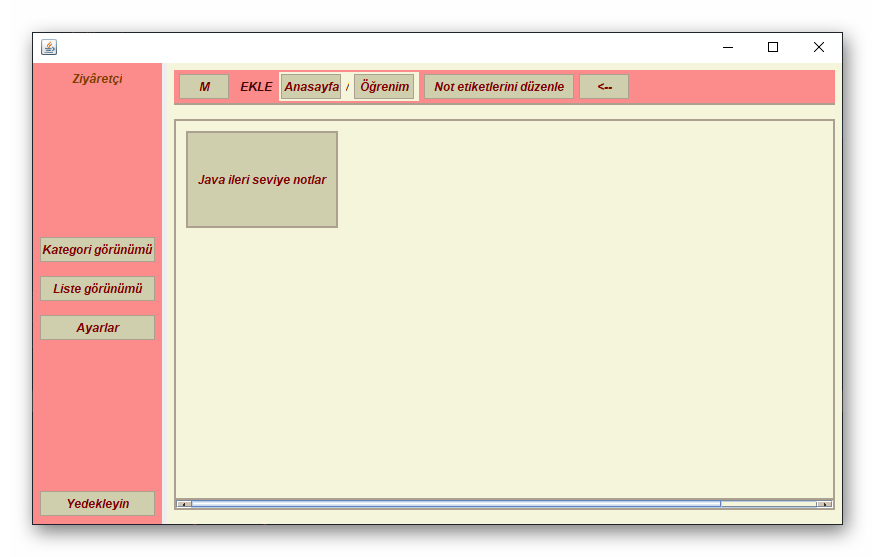 Ziyâretçi
M EKLE Anasayfa / Öğrenim Not etiketlerini düzenle <--
Java ileri seviye notlar
Kategori görünümü
Liste görünümü
Ayarlar
Yedekleyin